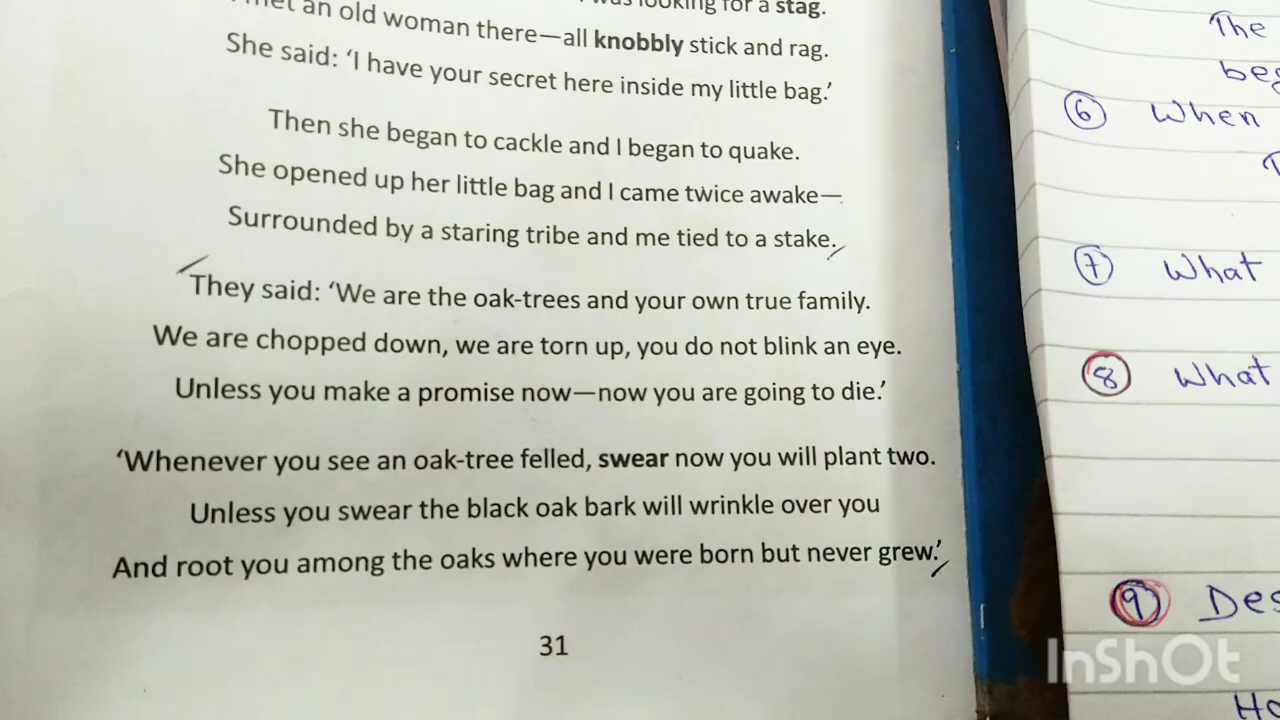 was looking for a stag.
met an old woman there—all knobbly stick and rag.
She said: ‘I have your secret here inside my little bag.’
Then she began to cackle and I began to quake.
She opened up her little bag and I came twice awake—
Surrounded by a staring tribe and me tied to a stake.
They said: ‘We are the oak-trees and your own true family.
We are chopped down, we are torn up, you do not blink an eye.
Unless you make a promise now—now you are going to die.’
‘Whenever you see an oak-tree felled, swear now you will plant two.
Unless you swear the black oak bark will wrinkle over you
And root you among the oaks where you were born but never grew.’
31
The
beg
6 When
7 What
8 What
9 Des
Ho
InShOt